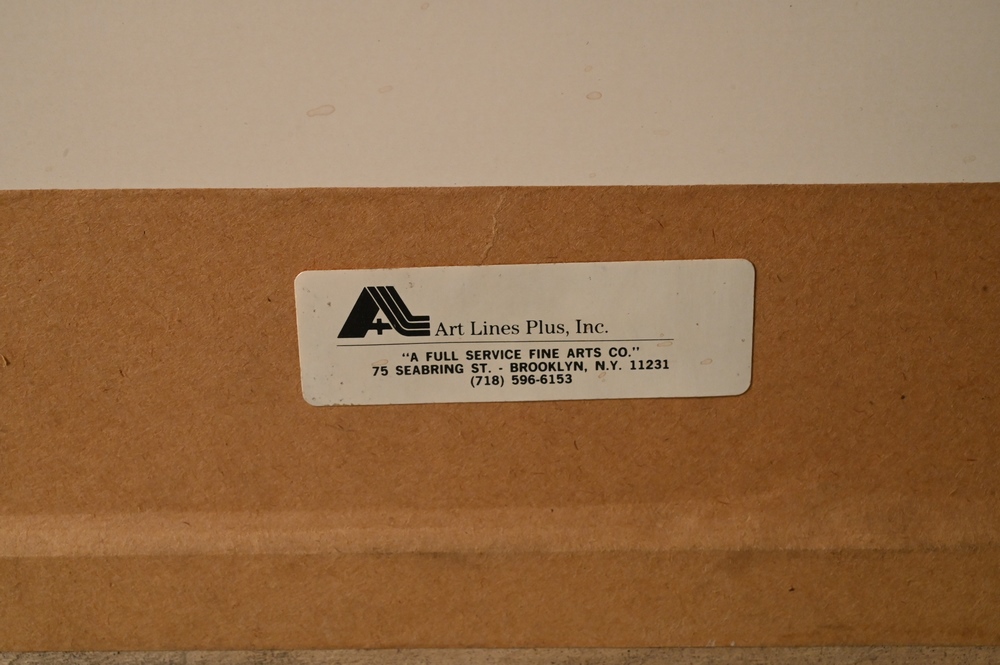 A+L Art Lines Plus, Inc.
"A FULL SERVICE FINE ARTS CO."
75 SEABRING ST. - BROOKLYN, N.Y. 11231
(718) 596-6153